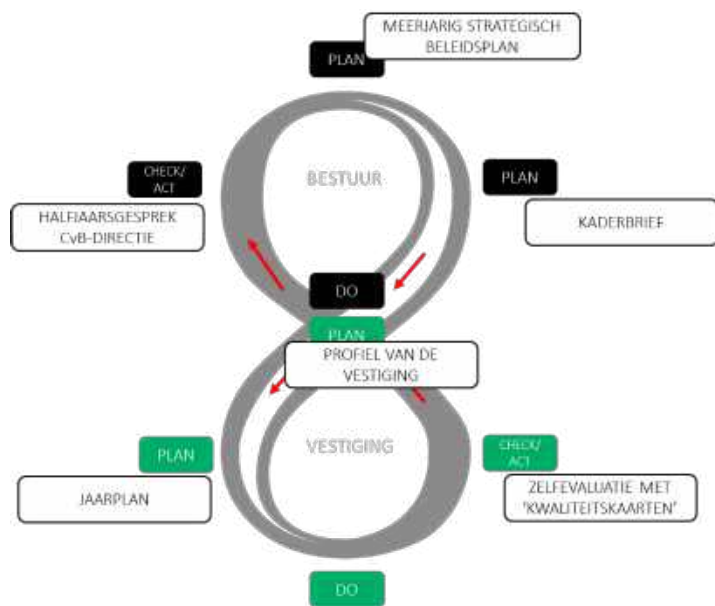 MEERJARIG STRATEGISCH
BELEIDSPLAN
PLAN
BESTUUR
CHECK/
ACT
HALFJAARSGESPREK
CvB-DIRECTIE
PLAN
KADERBRIEF
DO
PLAN
PROFIEL VAN DE
VESTIGING
PLAN
JAARPLAN
VESTIGING
CHECK/
ACT
ZELFEVALUATIE MET
'KWALITEITSKAARTEN'
DO